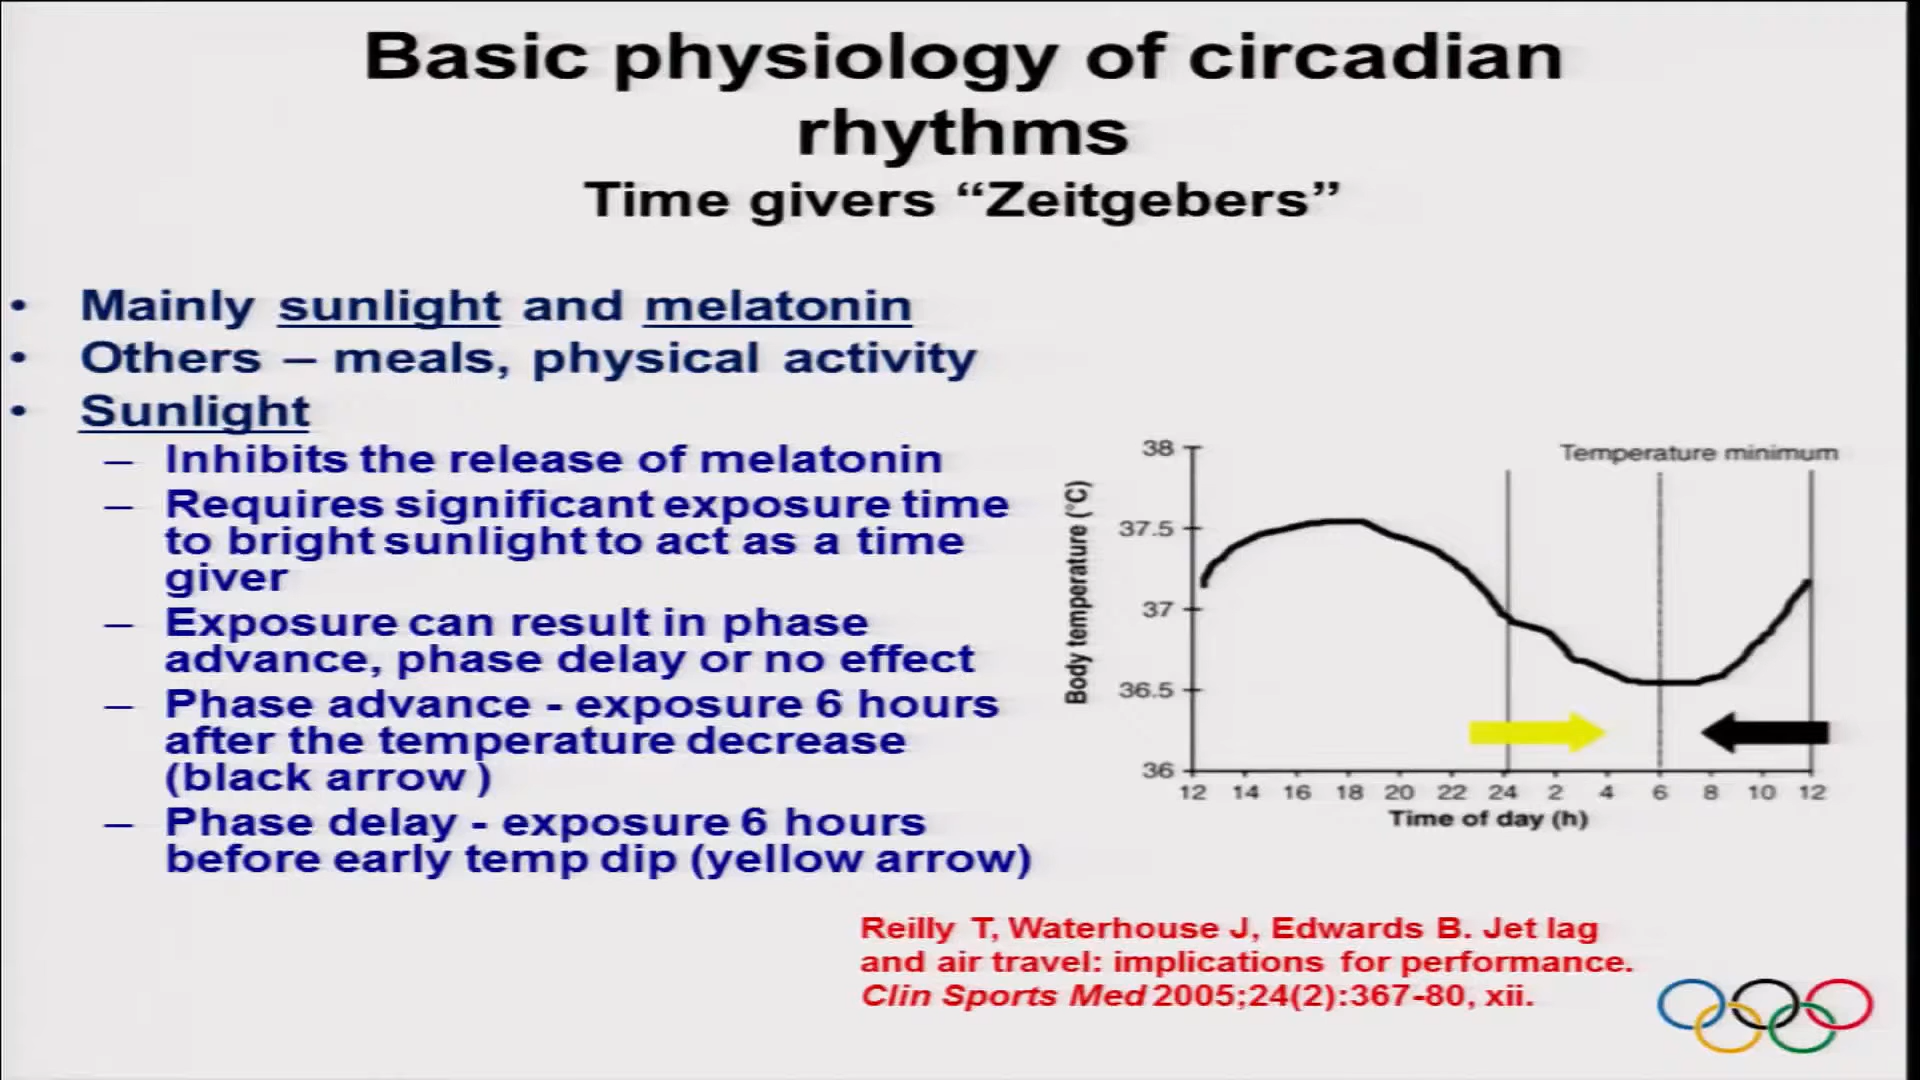 Basic physiology of circadian
rhythms
Time givers “Zeitgebers”
• Mainly sunlight and melatonin
• Others – meals, physical activity
• Sunlight
– Inhibits the release of melatonin
– Requires significant exposure time
to bright sunlight to act as a time
giver
– Exposure can result in phase
advance, phase delay or no effect
– Phase advance - exposure 6 hours
after the temperature decrease
(black arrow )
– Phase delay - exposure 6 hours
before early temp dip (yellow arrow)
Temperature minimum
Body temperature (°C)
38
37.5
37
36.5
36
12 14 16 18 20 22 24 2 4 6 8 10 12
Time of day (h)
Reilly T, Waterhouse J, Edwards B. Jet lag
and air travel: implications for performance.
Clin Sports Med 2005;24(2):367-80, xii.